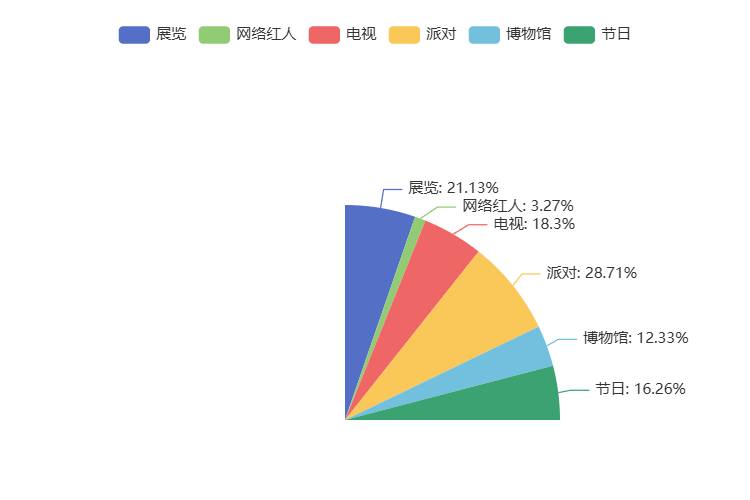 展览 网络红人 电视 派对 博物馆 节日
展览: 21.13%
网络红人: 3.27%
电视: 18.3%
派对: 28.71%
博物馆: 12.33%
节日: 16.26%